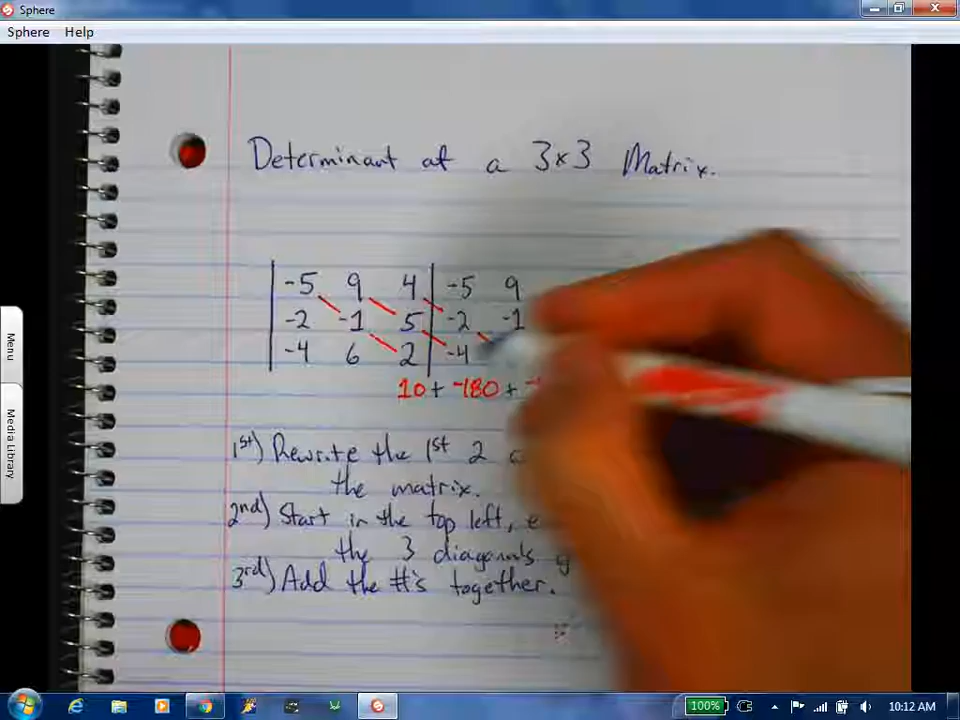 Sphere
Sphere Help
Determinant of a 3x3 Matrix.
-5 9 4 -5 9
-2 -1 5 -2 -1
-4 6 2 -4
10 + -180 +
1st) Rewrite the 1st 2
the matrix.
2nd) Start in the top left,
the 3 diagonals
3rd) Add the #'s together.
Menu
Media Library
100%
10:12 AM